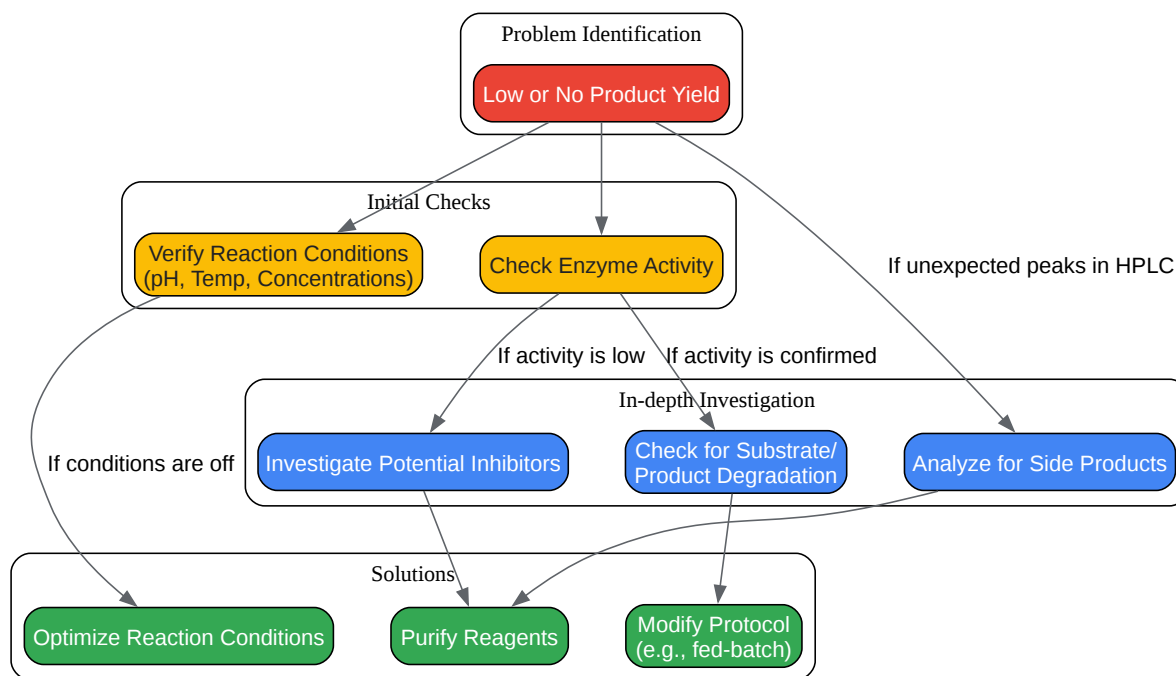 Problem Identification
Low or No Product Yield
Initial Checks
Verify Reaction Conditions
(pH, Temp, Concentrations)
Check Enzyme Activity
If unexpected peaks in HPLC
If activity is low
If activity is confirmed
In-depth Investigation
If conditions are off
Investigate Potential Inhibitors
Check for Substrate/
Product Degradation
Analyze for Side Products
Solutions
Optimize Reaction Conditions
Purify Reagents
Modify Protocol
(e.g., fed-batch)